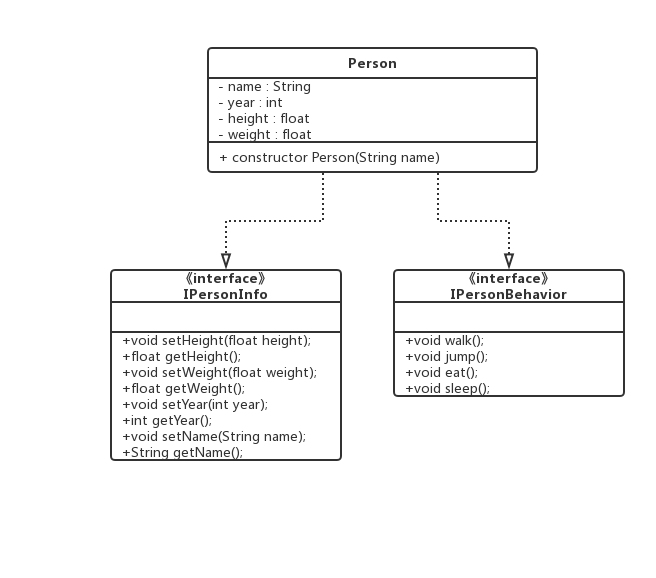 Person
- name : String
- year : int
- height : float
- weight : float
+ constructor Person(String name)
《interface》
IPersonInfo
+void setHeight(float height);
+float getHeight();
+void setWeight(float weight);
+float getWeight();
+void setYear(int year);
+int getYear();
+void setName(String name);
+String getName();
《interface》
IPersonBehavior
+void walk();
+void jump();
+void eat();
+void sleep();